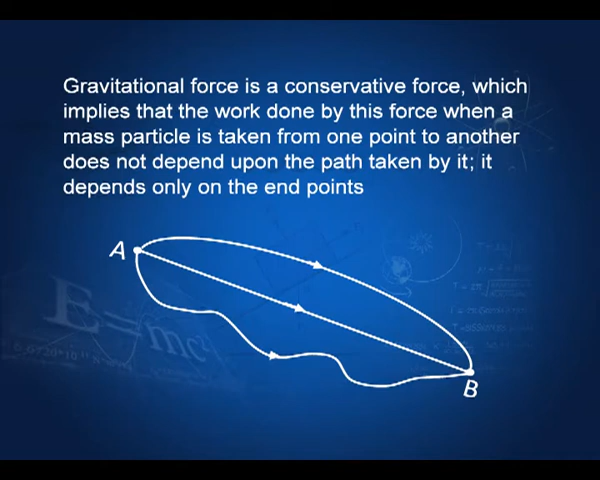 Gravitational force is a conservative force, which
implies that the work done by this force when a
mass particle is taken from one point to another
does not depend upon the path taken by it; it
depends only on the end points
A
B
E=mc²